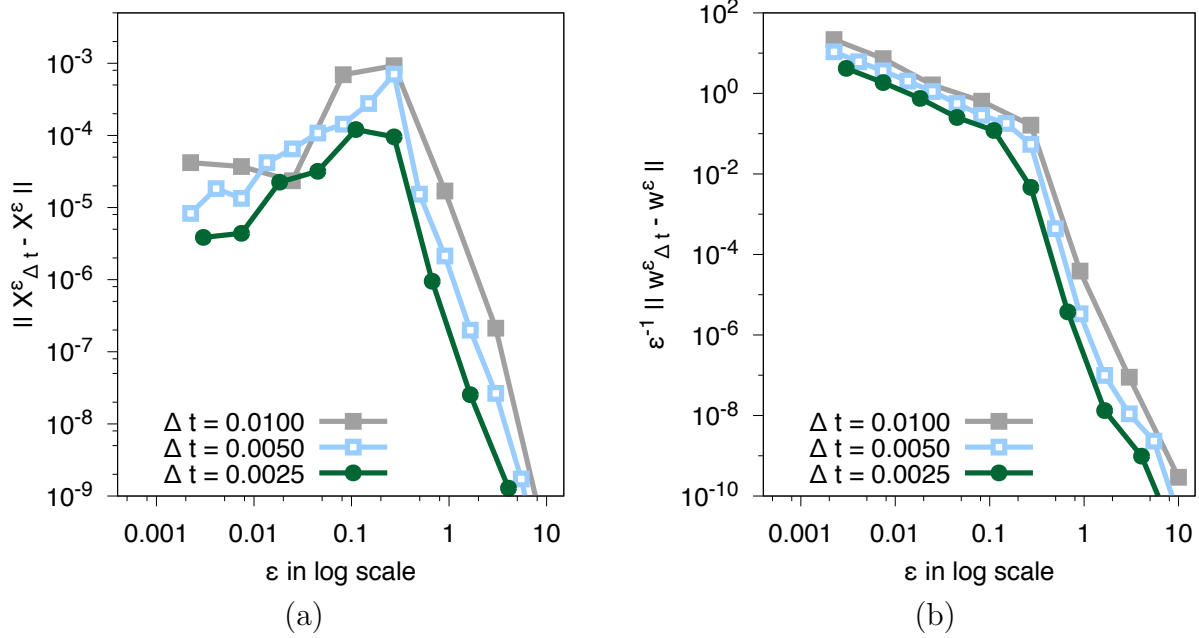 || X^ε_Δ t - X^ε ||
10^-3
10^-4
10^-5
10^-6
10^-7
10^-8
10^-9
Δ t = 0.0100
Δ t = 0.0050
Δ t = 0.0025
0.001 0.01 0.1 1 10
ε in log scale
(a)
ε^-1 || w^ε_Δ t - w^ε ||
10^2
10^0
10^-2
10^-4
10^-6
10^-8
10^-10
Δ t = 0.0100
Δ t = 0.0050
Δ t = 0.0025
0.001 0.01 0.1 1 10
ε in log scale
(b)